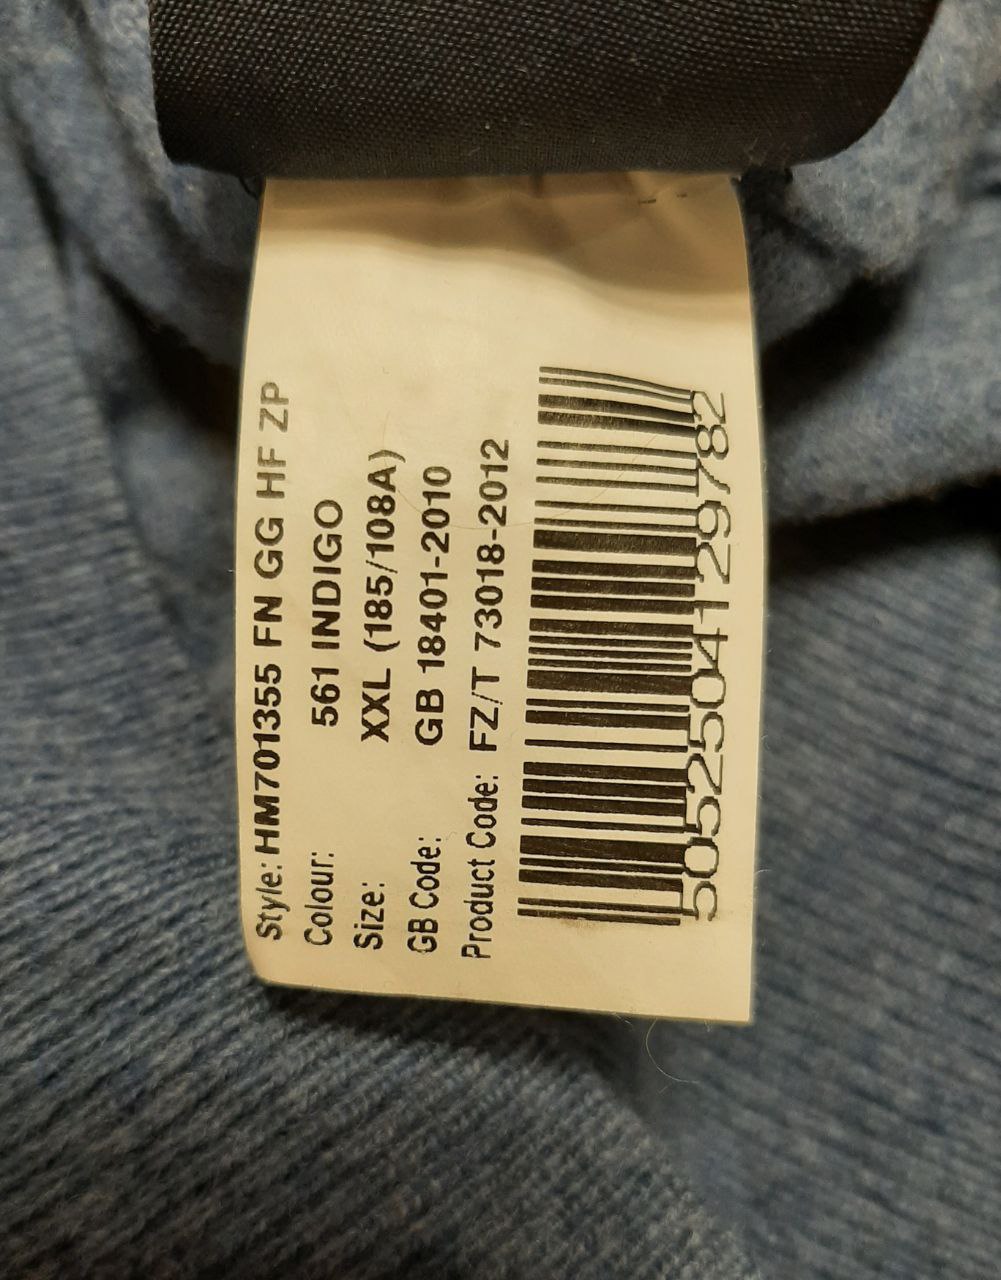 Style: HM701355 FN GG HF ZP
Colour: 561 INDIGO
Size: XXL (185/108A)
GB Code: GB 18401-2010
Product Code: FZ/T 73018-2012
5052504129782